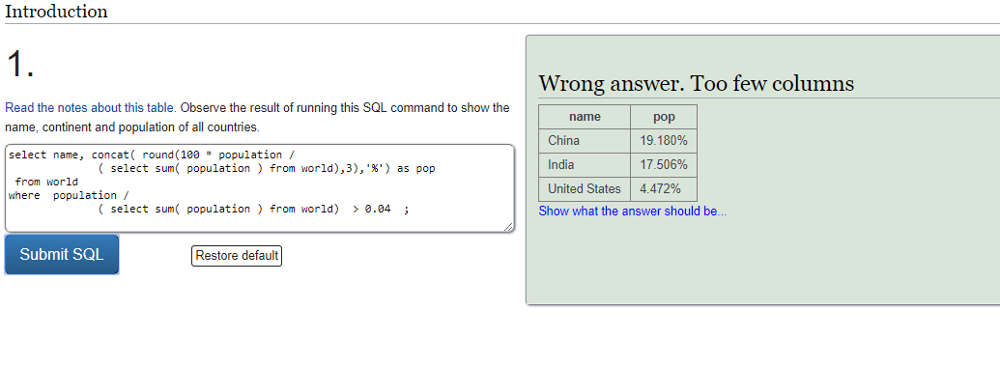 Introduction
1.
Read the notes about this table. Observe the result of running this SQL command to show the
name, continent and population of all countries.
select name, concat( round(100 * population /
( select sum( population ) from world),3),'%') as pop
from world
where population /
( select sum( population ) from world) > 0.04 ;
Submit SQL
Restore default
Wrong answer. Too few columns
name pop
China 19.180%
India 17.506%
United States 4.472%
Show what the answer should be...